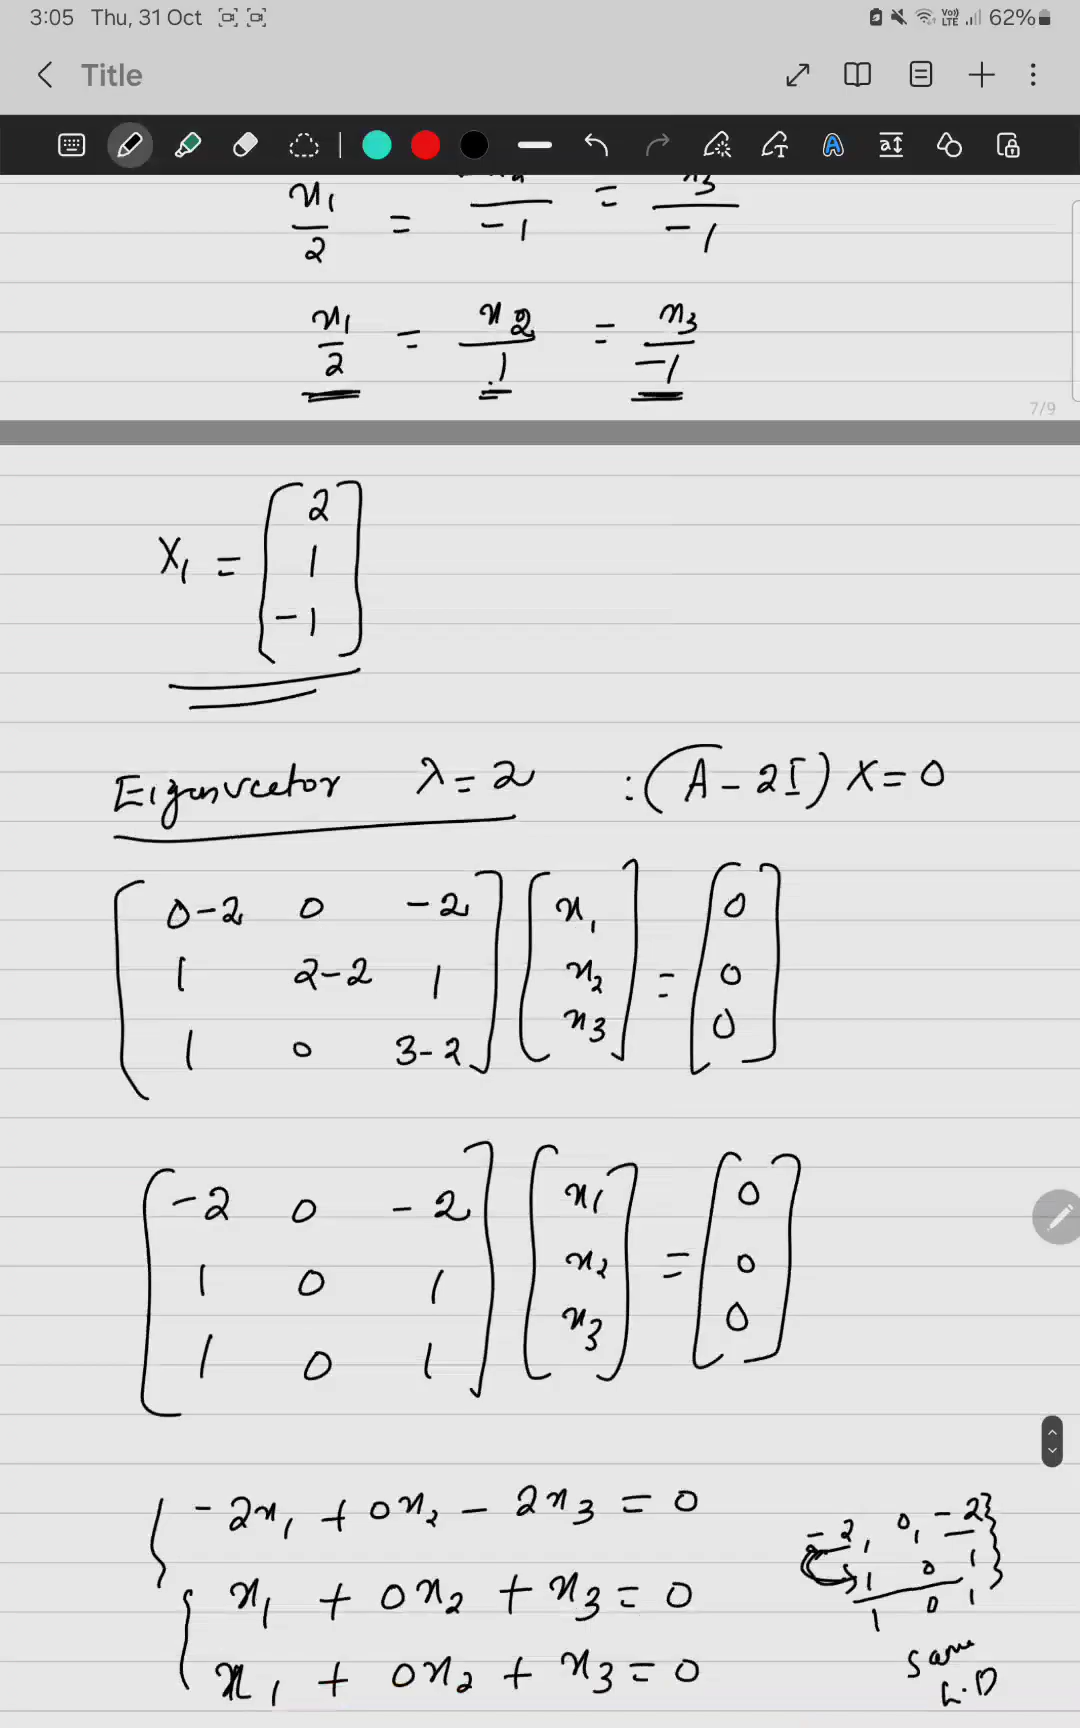 3:05 Thu, 31 Oct 62%
Title
x₁/2 = /-1 = x₃/-1
x₁/2 = x₂/1 = x₃/-1
7/9
X₁ = [2
1
-1]
Eigenvector λ=2 : (A-2I)X=0
[0-2 0 -2] [x₁] [0]
[1 2-2 1] [x₂] = [0]
[1 0 3-2] [x₃] [0]
[-2 0 -2] [x₁] [0]
[1 0 1] [x₂] = [0]
[1 0 1] [x₃] [0]
-2x₁ + 0x₂ - 2x₃ = 0
x₁ + 0x₂ + x₃ = 0
x₁ + 0x₂ + x₃ = 0
-2, 0, -2}
1 0 1
1 0 1
same
L.D